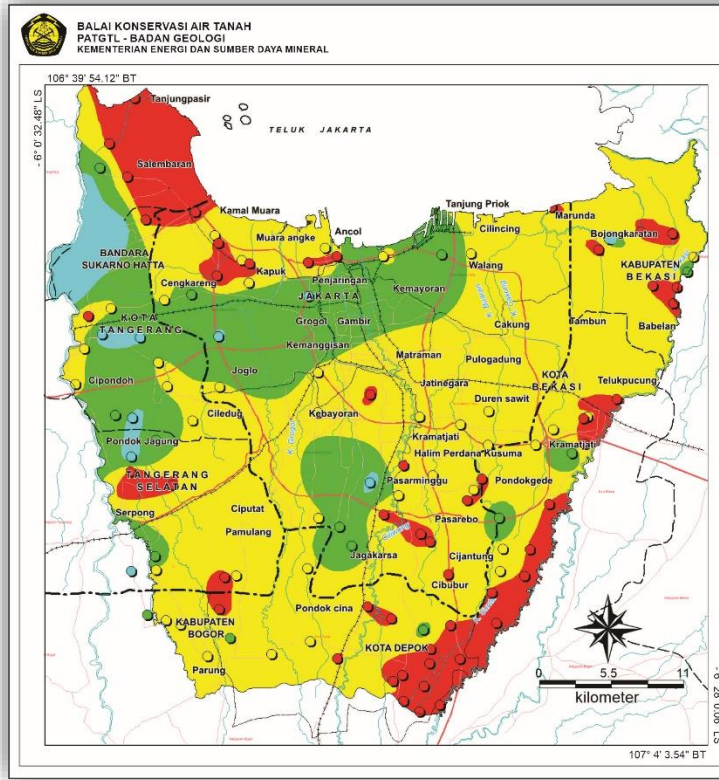 BALAI KONSERVASI AIR TANAH
PATGTL - BADAN GEOLOGI
KEMENTERIAN ENERGI DAN SUMBER DAYA MINERAL
106° 39' 54.12" BT
- 6° 0' 32.48" LS
Tanjungpasir
TELUK JAKARTA
Salembaran
Kamal Muara
Tanjung Priok
Marunda
Muara angke
Ancol
Cilincing
Bojongkaratan
BANDARA
SUKARNO HATTA
Kapuk
Penjaringan
Walang
KABUPATEN
BEKASI
Cengkareng
JAKARTA
Kemayoran
KOTA
TANGERANG
Grogol
Gambir
Cakung
Tambun
Babelan
Kemanggisan
Matraman
Pulogadung
Joglo
Cipondoh
Jatinegara
KOTA
BEKASI
Telukpucung
Ciledug
Kebayoran
Duren sawit
Kramatjati
Kramatjati
Pondok Jagung
Halim Perdana Kusuma
TANGERANG
SELATAN
Pasarminggu
Pondokgede
Serpong
Ciputat
Pamulang
Pasarebo
Jagakarsa
Cijantung
Cibubur
Pondok cina
KABUPATEN
BOGOR
KOTA DEPOK
Parung
0 5.5 11
kilometer
107° 4' 3.54" BT